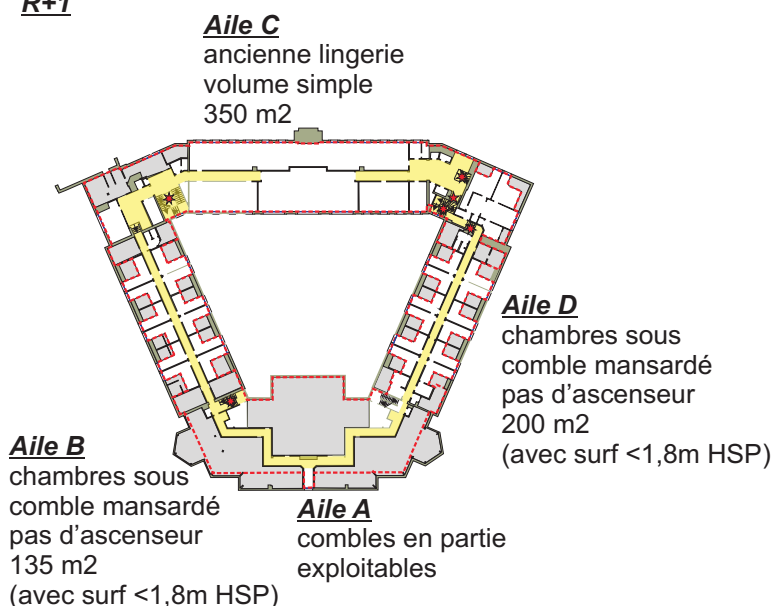 R+1
Aile C
ancienne lingerie
volume simple
350 m2
Aile D
chambres sous
comble mansardé
pas d'ascenseur
200 m2
(avec surf <1,8m HSP)
Aile B
chambres sous
comble mansardé
pas d'ascenseur
135 m2
(avec surf <1,8m HSP)
Aile A
combles en partie
exploitables